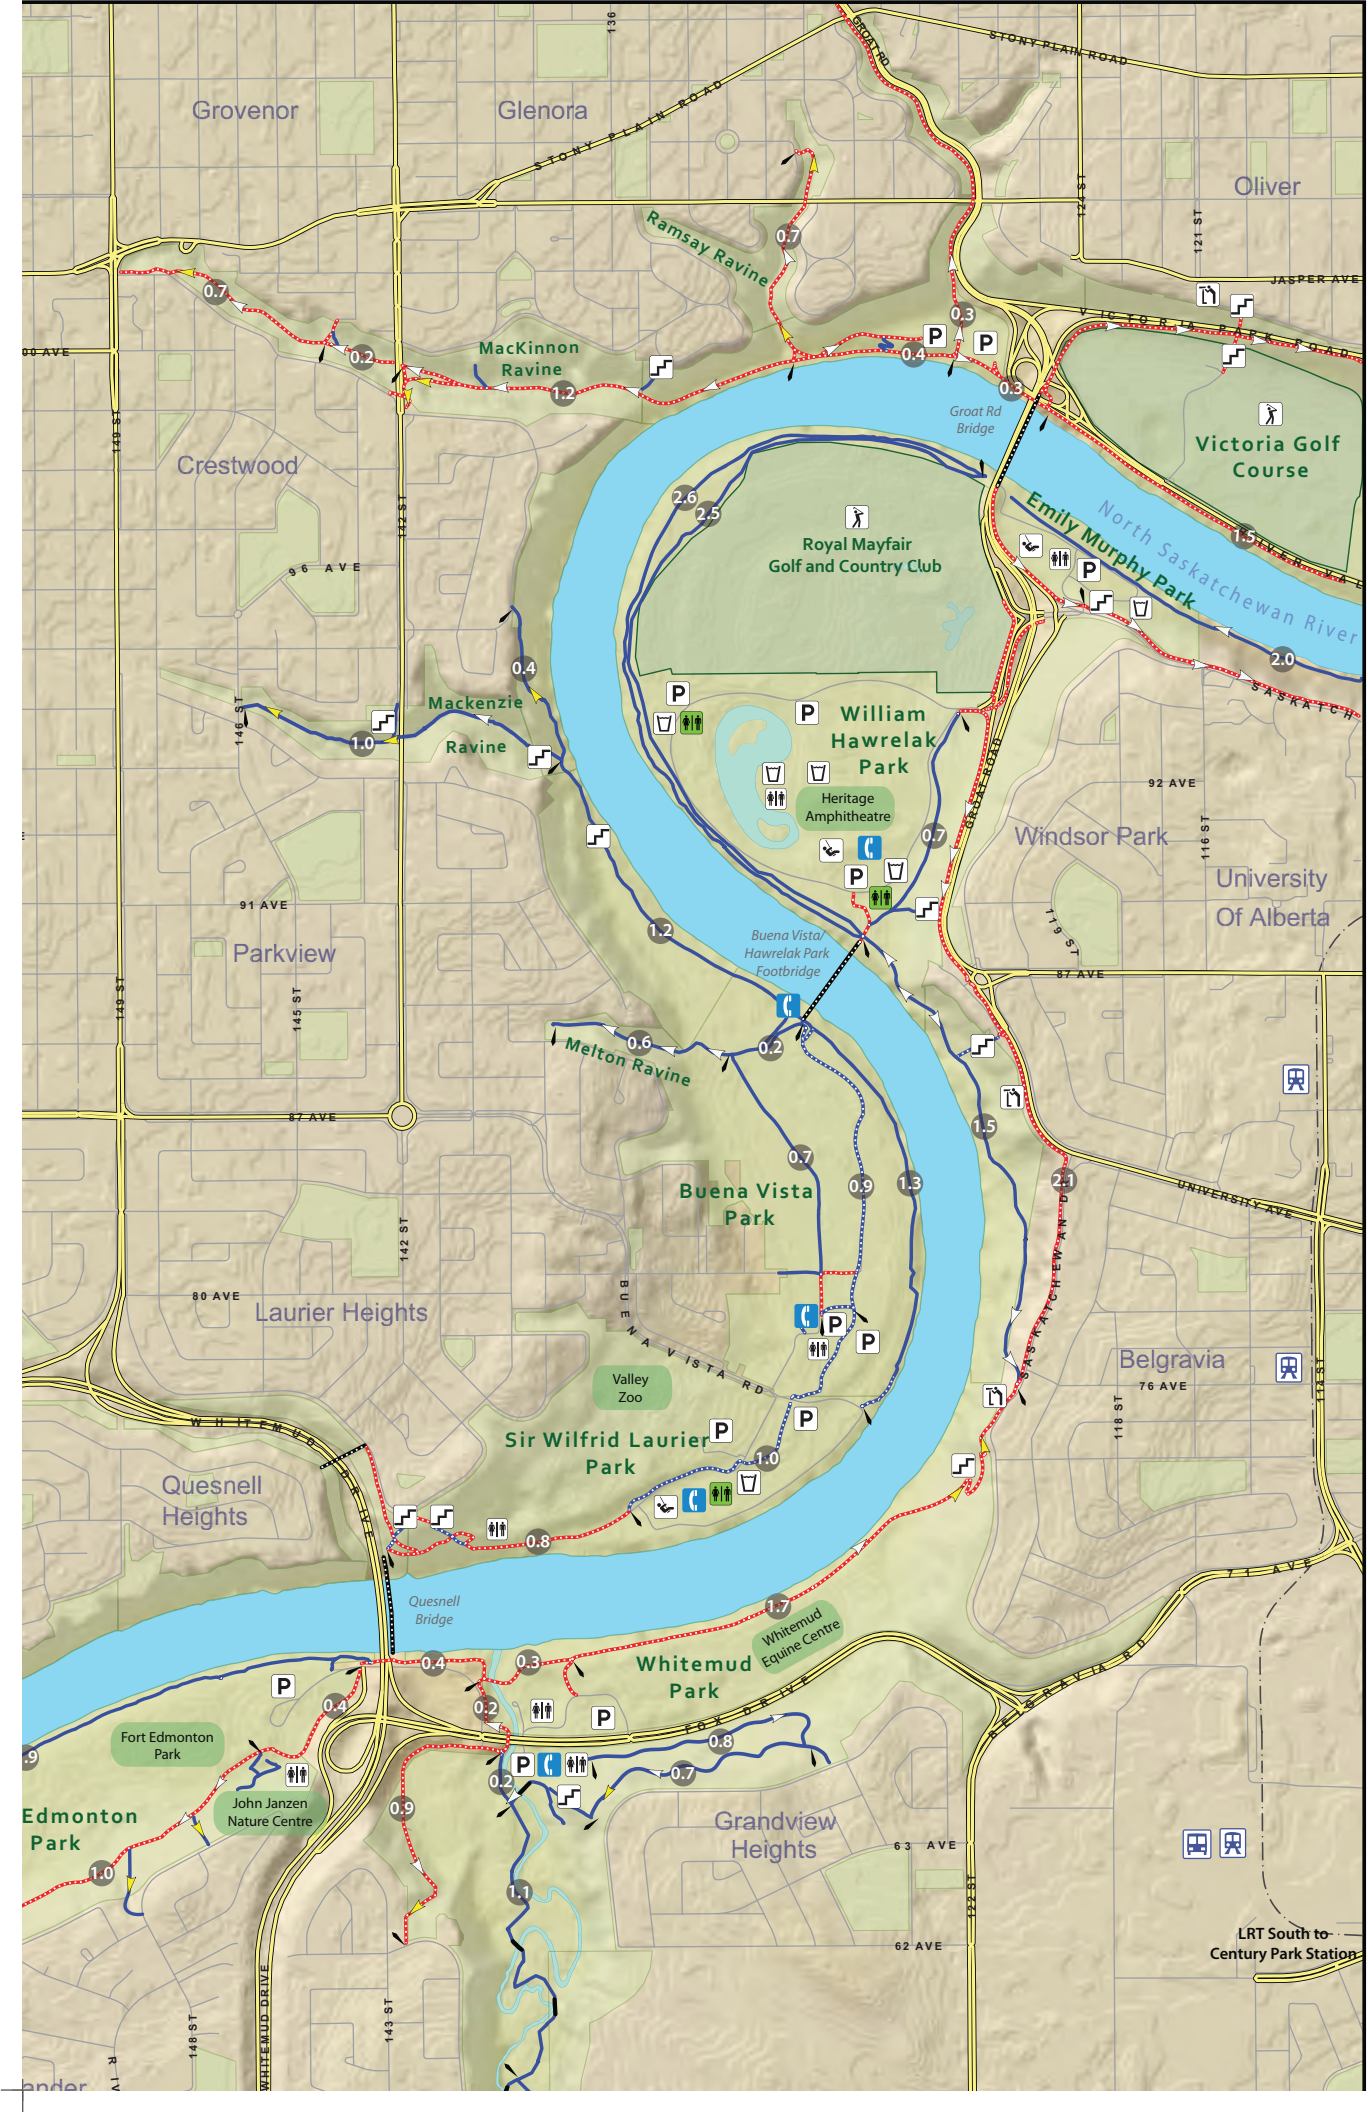 136
GROAT RD
STONY PLAIN ROAD
Grovenor
Glenora
STONY PLAIN ROAD
Oliver
124 ST
121 ST
Ramsay Ravine
0.7
JASPER AVE
0.7
0.3
VICTORIA PARK ROAD
P
P
00 AVE
0.2
MacKinnon
Ravine
0.4
1.2
0.3
Groat Rd
Bridge
149 ST
Victoria Golf
Course
Crestwood
142 ST
2.6
2.5
Emily Murphy Park
North Saskatchewan River
1.5
RIVER VAL
Royal Mayfair
Golf and Country Club
96 AVE
P
0.4
2.0
SASKATCH
146 ST
Mackenzie
Ravine
1.0
P
P
William
Hawrelak
Park
GROAT ROAD
92 AVE
Heritage
Amphitheatre
0.7
Windsor Park
116 ST
P
University
Of Alberta
91 AVE
119 ST
1.2
Parkview
Buena Vista/
Hawrelak Park
Footbridge
87 AVE
149 ST
145 ST
0.6
0.2
Melton Ravine
87 AVE
1.5
0.7
0.9
1.3
2.1
Buena Vista
Park
UNIVERSITY AVE
142 ST
SASKATCHEWAN D
80 AVE
Laurier Heights
BUENA VISTA RD
P
P
Belgravia
76 AVE
114 ST
118 ST
Valley
Zoo
P
P
Sir Wilfrid Laurier
Park
1.0
WHITEMUD DRIVE
Quesnell
Heights
0.8
71 AVE
Quesnell
Bridge
1.7
Whitemud
Equine Centre
0.4
0.3
Whitemud
Park
BELGRAVIA RD
P
0.4
0.2
P
FOX DRIVE
Fort Edmonton
Park
.9
0.8
P
0.2
0.7
John Janzen
Nature Centre
Edmonton
Park
0.9
Grandview
Heights
63 AVE
1.0
1.1
122 ST
62 AVE
LRT South to
Century Park Station
WHITEMUD DRIVE
143 ST
148 ST
R IV
ander